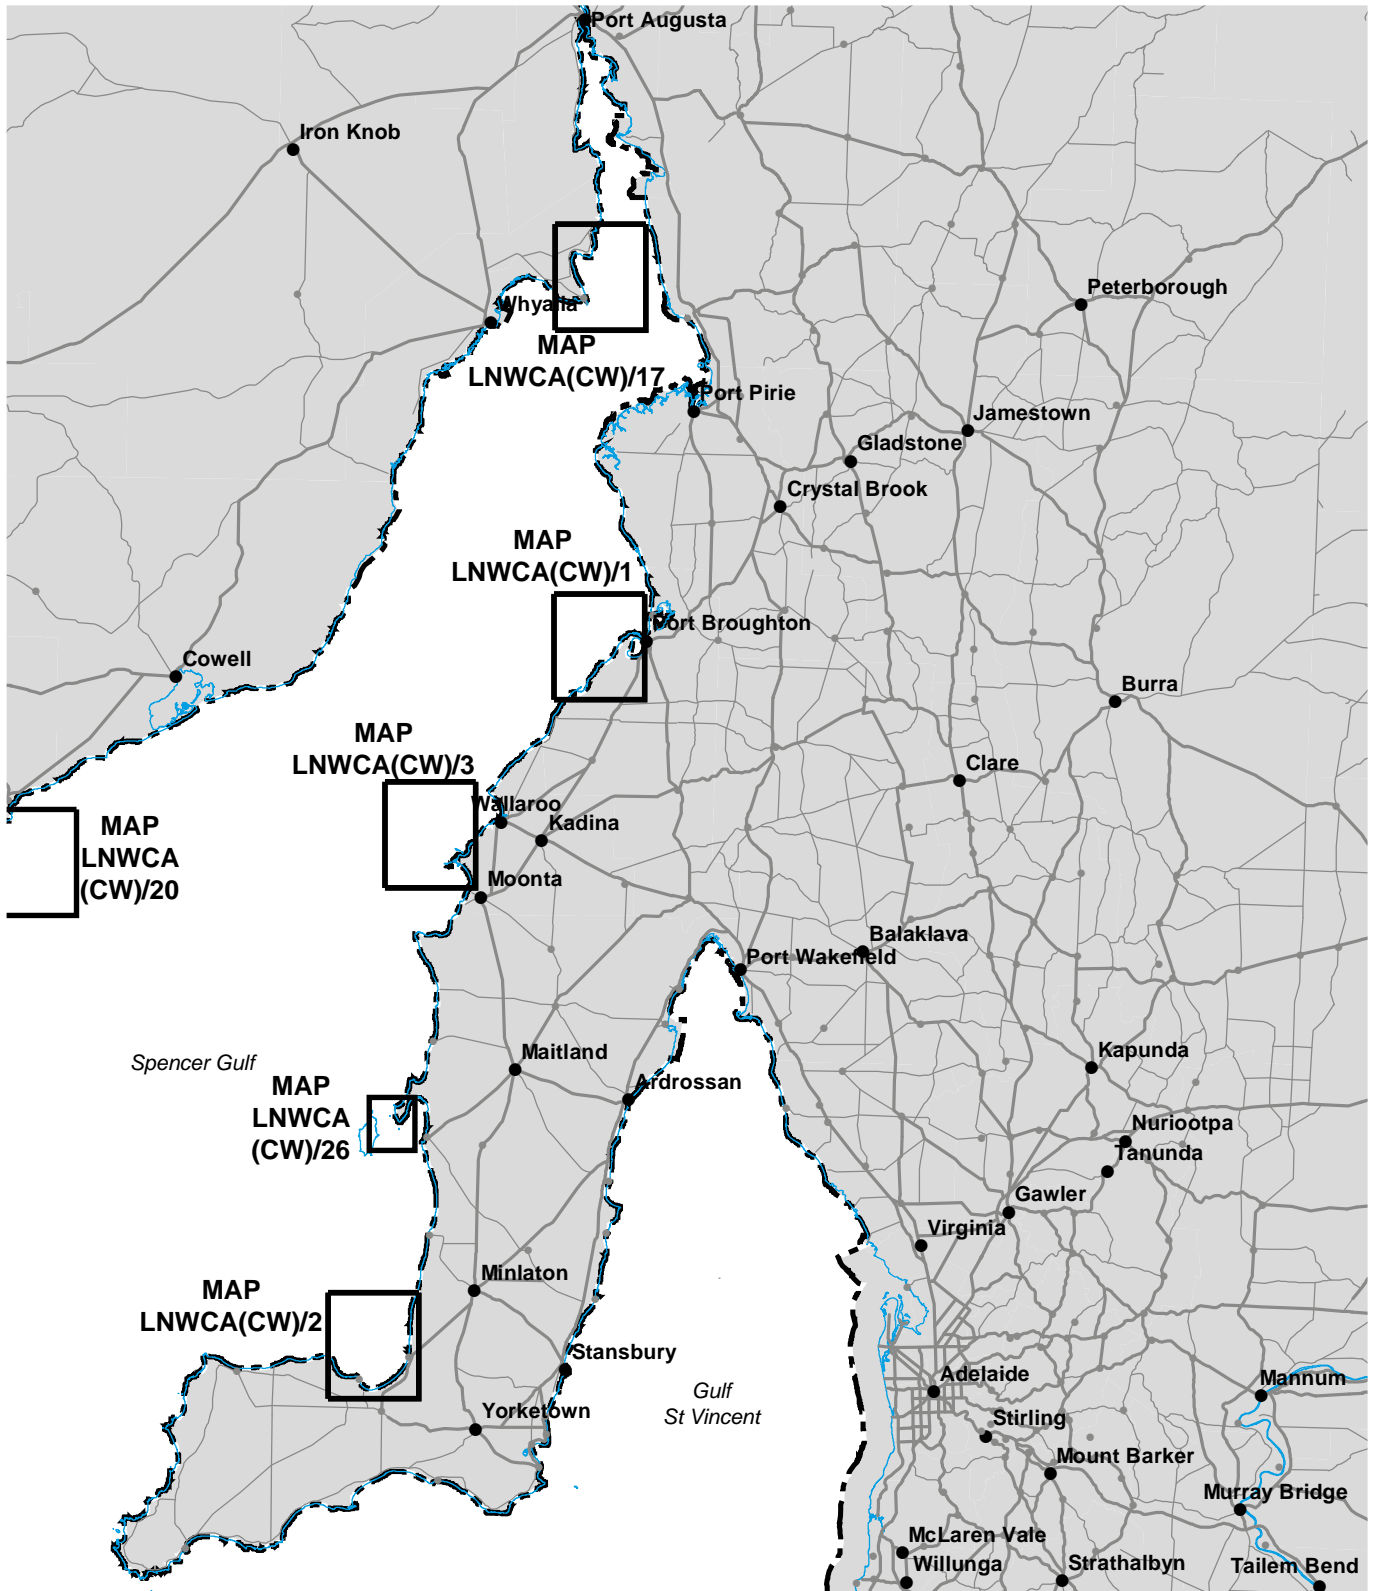 Port Augusta
Iron Knob
Peterborough
Whyalla
MAP
LNWCA(CW)/17
Port Pirie
Jamestown
Gladstone
Crystal Brook
MAP
LNWCA(CW)/1
Port Broughton
Cowell
Burra
MAP
LNWCA(CW)/3
Clare
Wallaroo
Kadina
MAP
LNWCA
(CW)/20
Moonta
Balaklava
Port Wakefield
Spencer Gulf
Maitland
Kapunda
MAP
LNWCA
(CW)/26
Ardrossan
Nuriootpa
Tanunda
Gawler
Virginia
Minlaton
MAP
LNWCA(CW)/2
Stansbury
Adelaide
Mannum
Gulf
St Vincent
Yorketown
Stirling
Mount Barker
Murray Bridge
McLaren Vale
Willunga
Strathalbyn
Tailem Bend